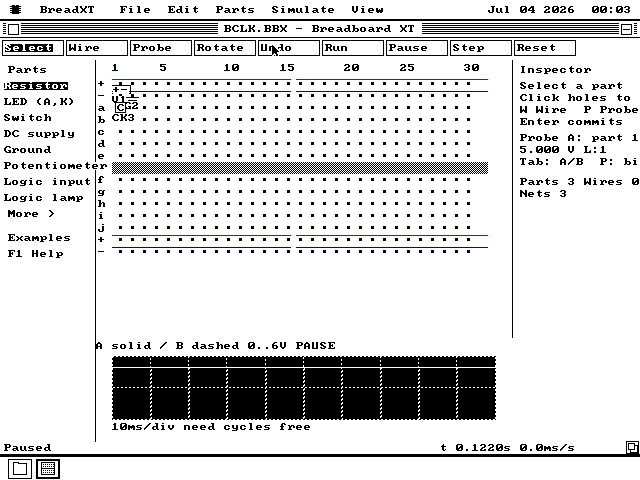 BreadXT File Edit Parts Simulate View Jul 04 2026 00:03
BCLK.BBX - Breadboard XT
Select Wire Probe Rotate Undo Run Pause Step Reset
Parts
Resistor
LED (A,K)
Switch
DC supply
Ground
Potentiometer
Logic input
Logic lamp
More >
Examples
F1 Help
1 5 10 15 20 25 30
+
-
a
b
c
d
e
f
g
h
i
j
+
-
+-
V1
G2
C
CK3
Inspector
Select a part
Click holes to
W Wire P Probe
Enter commits
Probe A: part 1
5.000 V L:1
Tab: A/B P: bi
Parts 3 Wires 0
Nets 3
A solid / B dashed 0..6V PAUSE
10ms/div need cycles free
Paused t 0.1220s 0.0ms/s